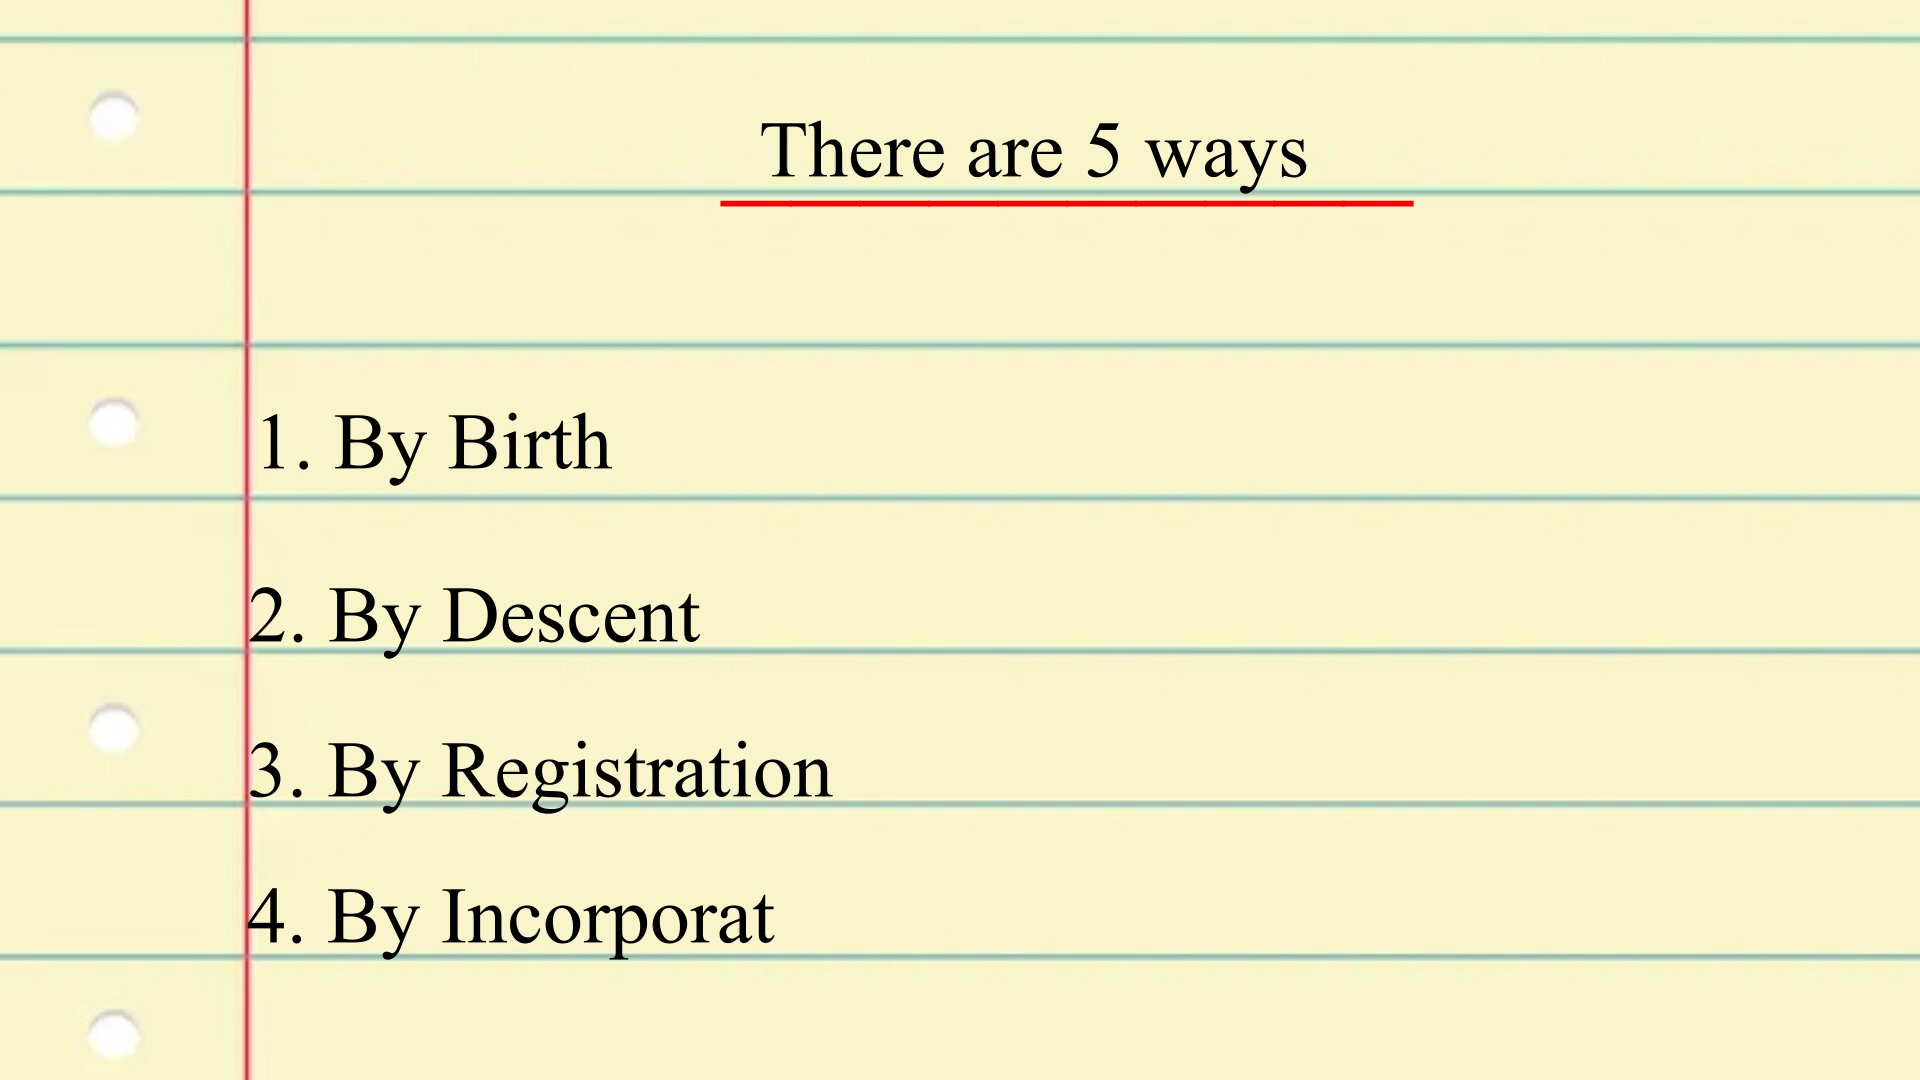 There are 5 ways
1. By Birth
2. By Descent
3. By Registration
4. By Incorporat